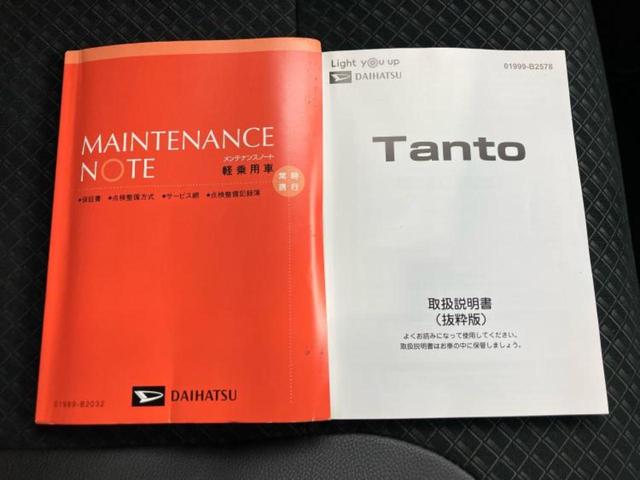 MAINTENANCE
NOTE
メンテナンスノート
軽乗用車
常時
携行
●保証書 ●点検整備方式 ●サービス網 ●点検整備記録簿
DAIHATSU
01999-B2032
Light you up
DAIHATSU
01999-B2578
Tanto
取扱説明書
(抜粋版)
よくお読みになって使用してください。
取扱説明書はお車の中に保管しましょう。